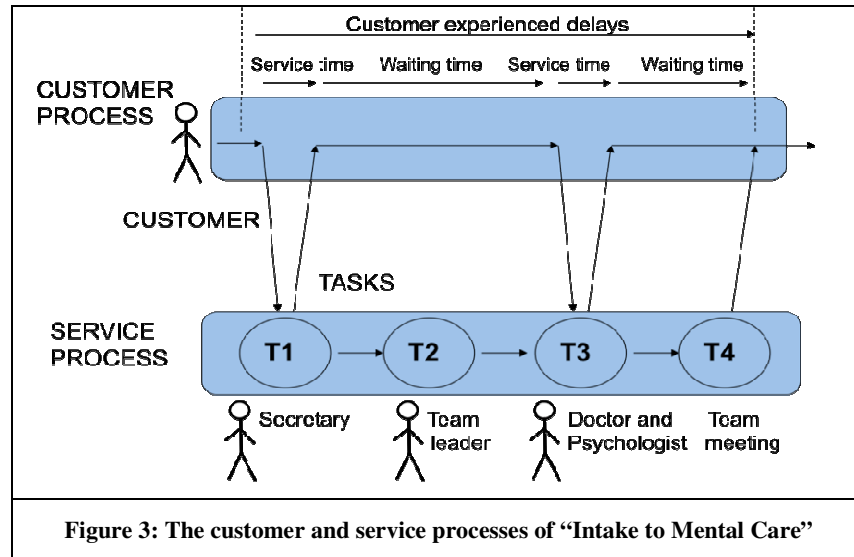 Customer experienced delays
Service time Waiting time Service time Waiting time
CUSTOMER
PROCESS
CUSTOMER
TASKS
SERVICE
PROCESS
T1 T2 T3 T4
Secretary
Team
leader
Doctor and
Psychologist
Team
meeting
Figure 3: The customer and service processes of “Intake to Mental Care”